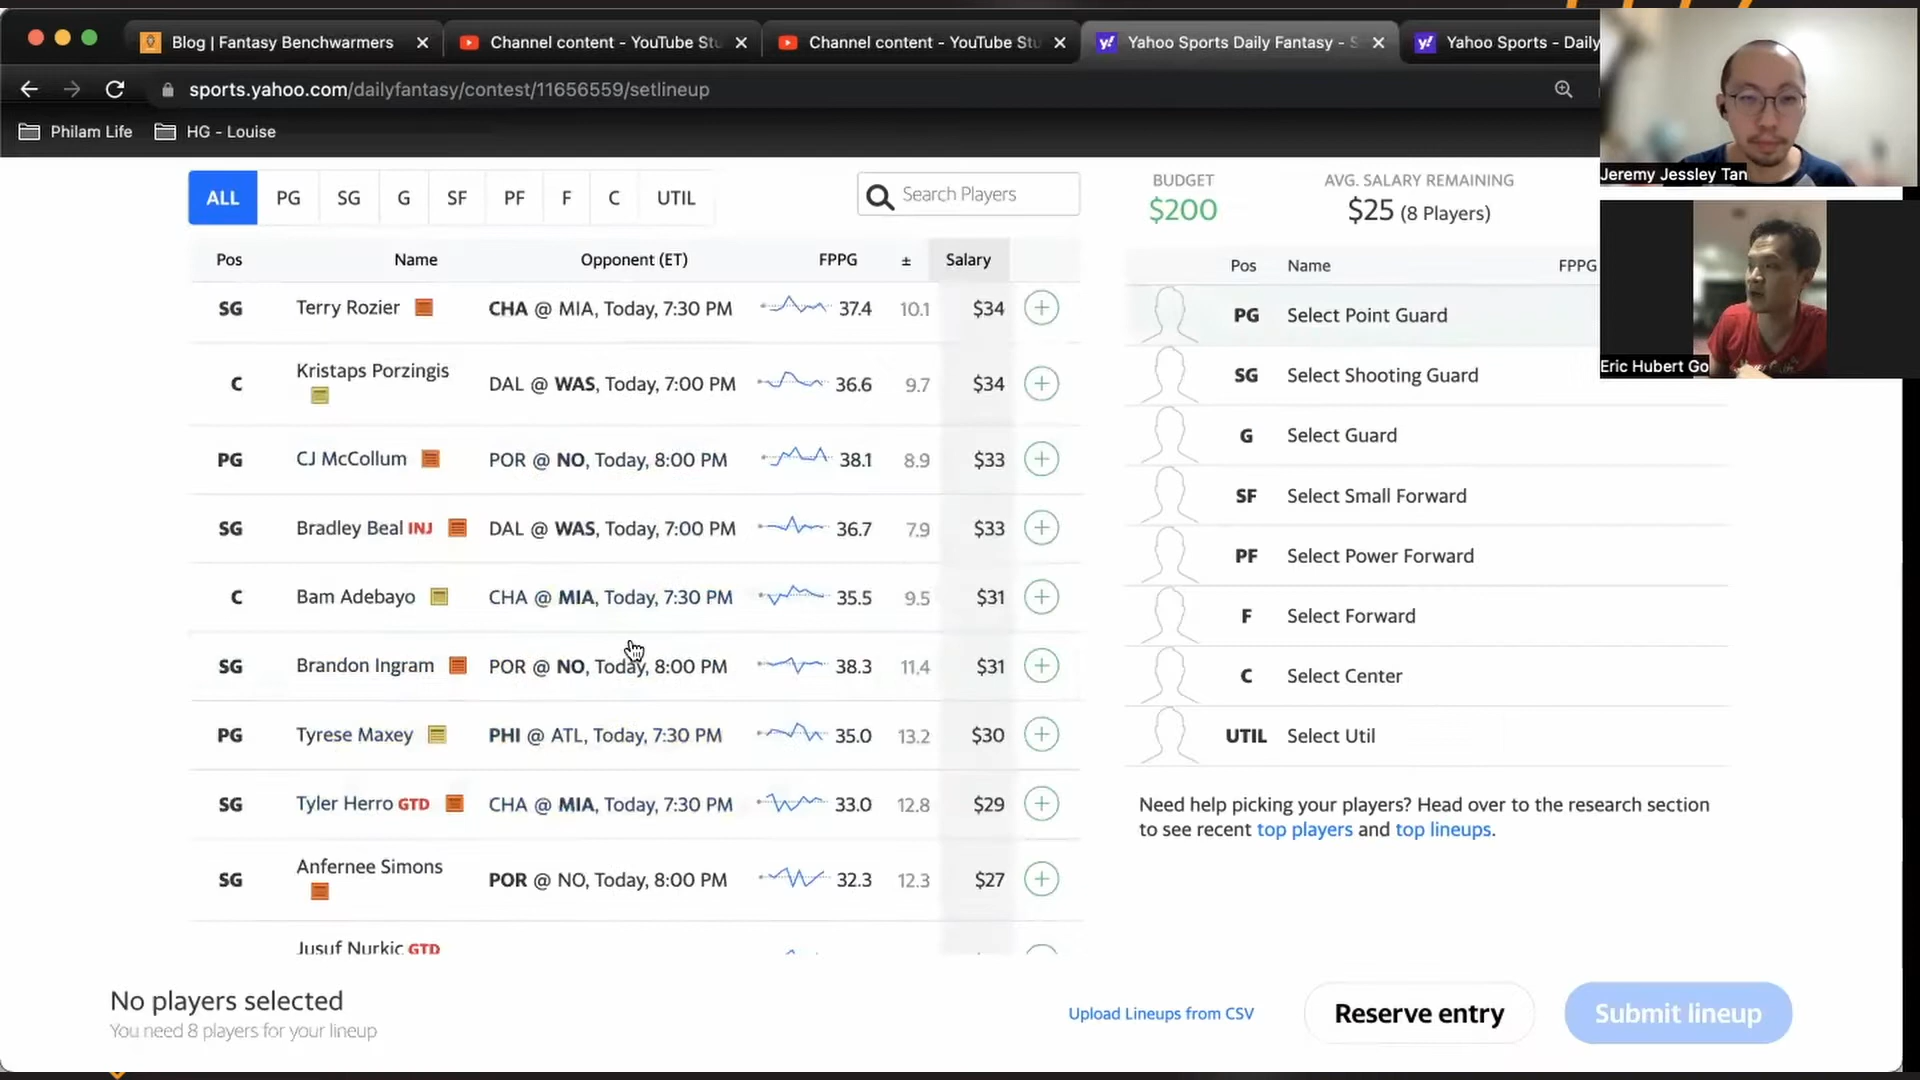 Blog | Fantasy Benchwarmers
Channel content - YouTube Stu
Channel content - YouTube Stu
Yahoo Sports Daily Fantasy - S
Yahoo Sports - Daily
sports.yahoo.com/dailyfantasy/contest/11656559/setlineup
Philam Life
HG - Louise
Jeremy Jessley Tan
Eric Hubert Go
ALL PG SG G SF PF F C UTIL
Search Players
Pos Name Opponent (ET) FPPG ± Salary
SG Terry Rozier CHA @ MIA, Today, 7:30 PM 37.4 10.1 $34
C Kristaps Porzingis DAL @ WAS, Today, 7:00 PM 36.6 9.7 $34
PG CJ McCollum POR @ NO, Today, 8:00 PM 38.1 8.9 $33
SG Bradley Beal INJ DAL @ WAS, Today, 7:00 PM 36.7 7.9 $33
C Bam Adebayo CHA @ MIA, Today, 7:30 PM 35.5 9.5 $31
SG Brandon Ingram POR @ NO, Today, 8:00 PM 38.3 11.4 $31
PG Tyrese Maxey PHI @ ATL, Today, 7:30 PM 35.0 13.2 $30
SG Tyler Herro GTD CHA @ MIA, Today, 7:30 PM 33.0 12.8 $29
SG Anfernee Simons POR @ NO, Today, 8:00 PM 32.3 12.3 $27
Jusuf Nurkic GTD
BUDGET
$200
AVG. SALARY REMAINING
$25 (8 Players)
Pos Name FPPG
PG Select Point Guard
SG Select Shooting Guard
G Select Guard
SF Select Small Forward
PF Select Power Forward
F Select Forward
C Select Center
UTIL Select Util
Need help picking your players? Head over to the research section
to see recent top players and top lineups.
No players selected
You need 8 players for your lineup
Upload Lineups from CSV
Reserve entry
Submit lineup